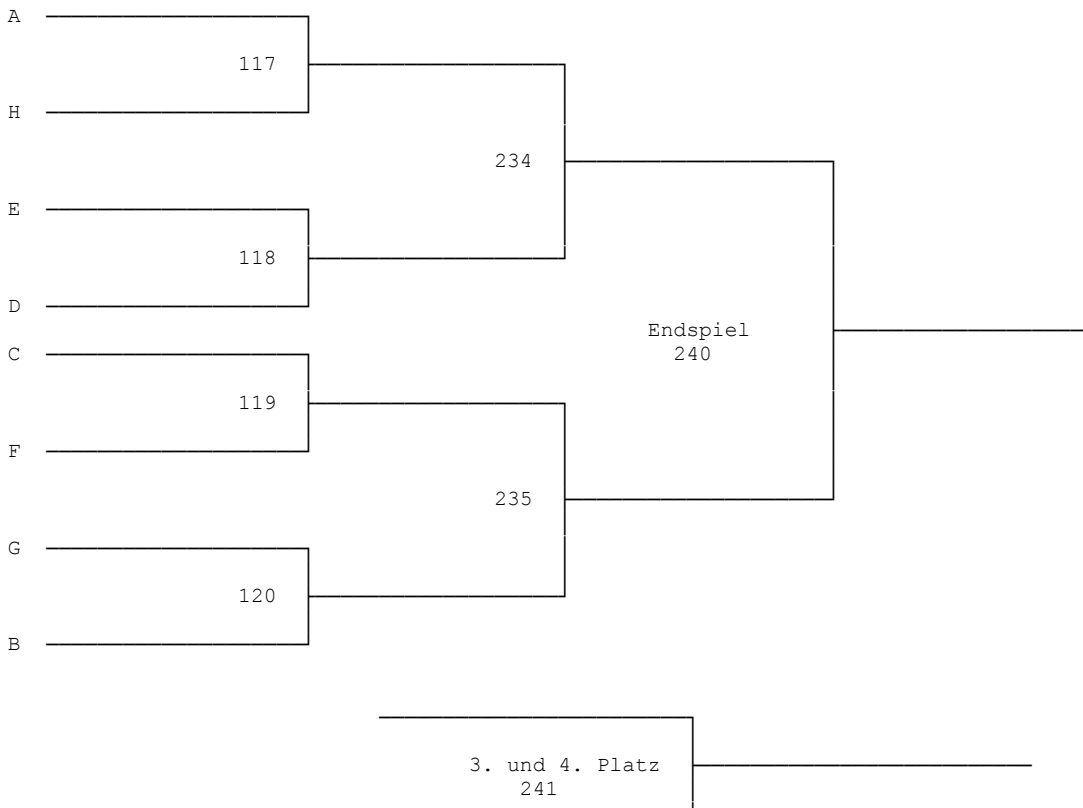 A
117
H
234
E
118
D
Endspiel
240
C
119
F
235
G
120
B
3. und 4. Platz
241